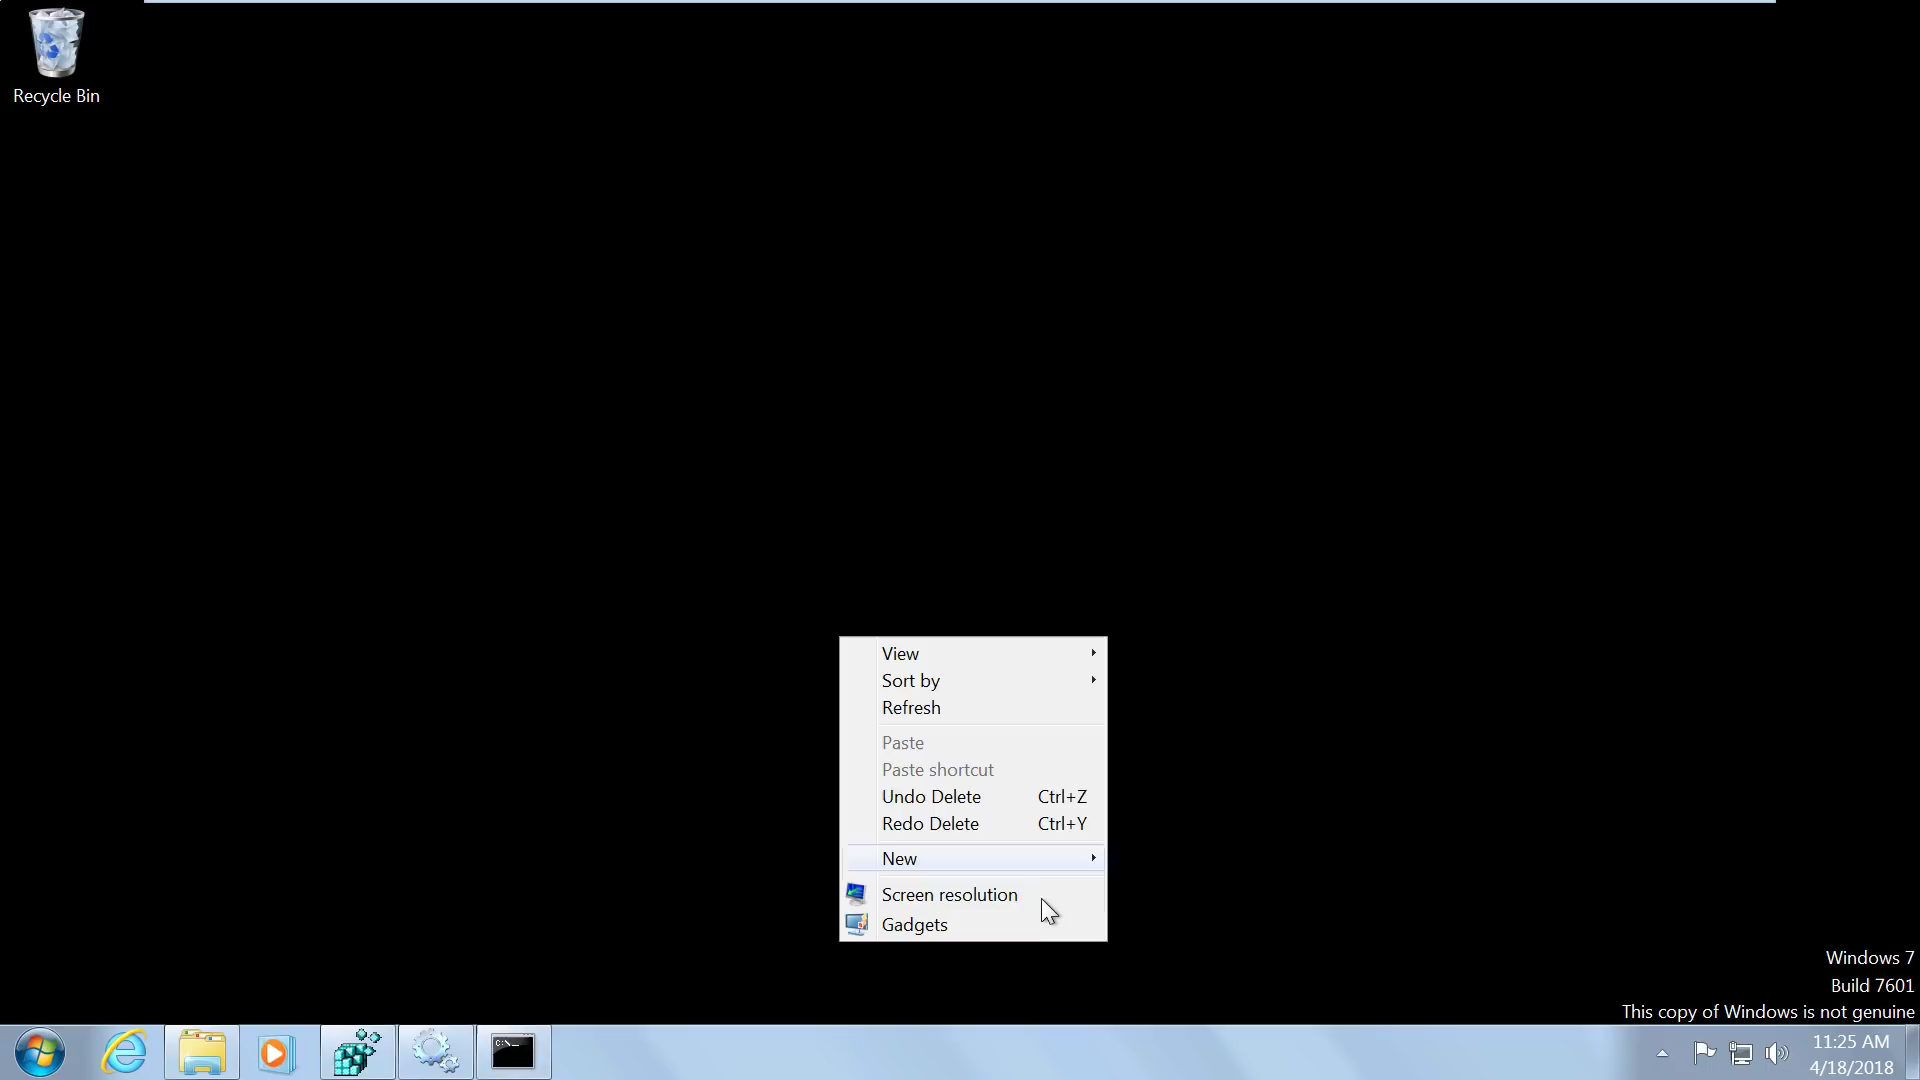 Recycle Bin
View
Sort by
Refresh
Paste
Paste shortcut
Undo Delete Ctrl+Z
Redo Delete Ctrl+Y
New
Screen resolution
Gadgets
Windows 7
Build 7601
This copy of Windows is not genuine
11:25 AM
4/18/2018